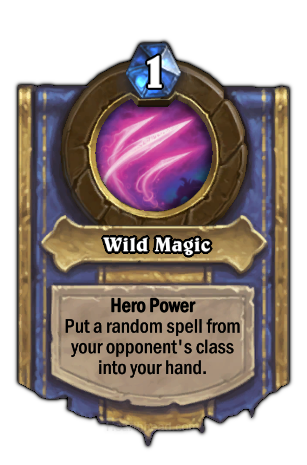 1
Wild Magic
Hero Power
Put a random spell from
your opponent's class
into your hand.